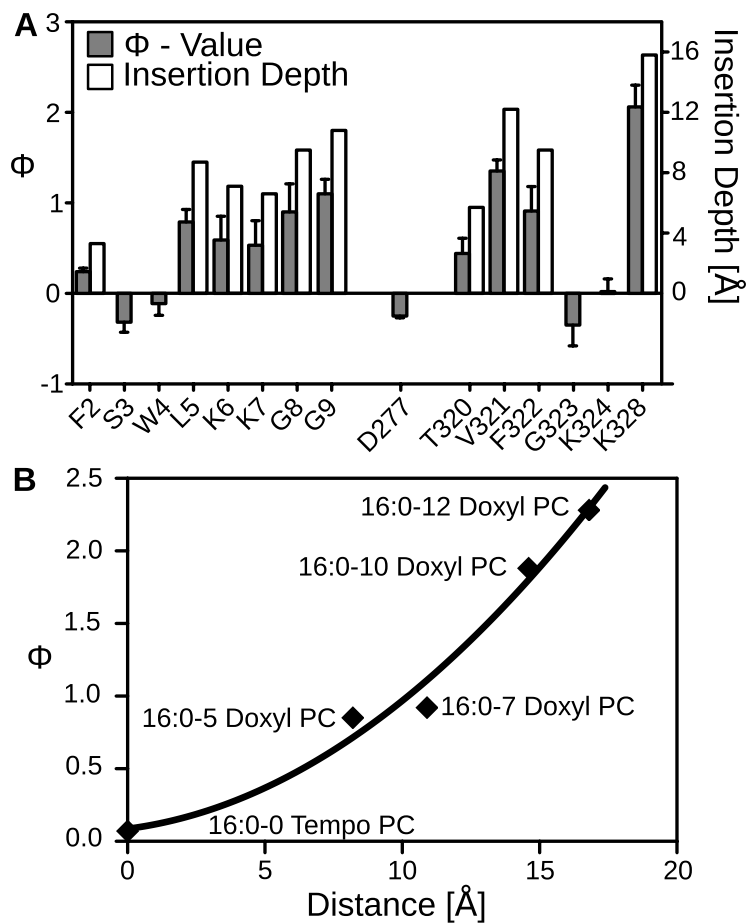 A
3
2
1
0
-1
Φ
Φ - Value
Insertion Depth
16
12
8
4
0
Insertion Depth [Å]
F2 S3 W4 L5 K6 K7 G8 G9 D277 T320 V321 F322 G323 K324 K328
B
2.5
2.0
1.5
1.0
0.5
0.0
Φ
16:0-12 Doxyl PC
16:0-10 Doxyl PC
16:0-5 Doxyl PC
16:0-7 Doxyl PC
16:0-0 Tempo PC
0 5 10 15 20
Distance [Å]